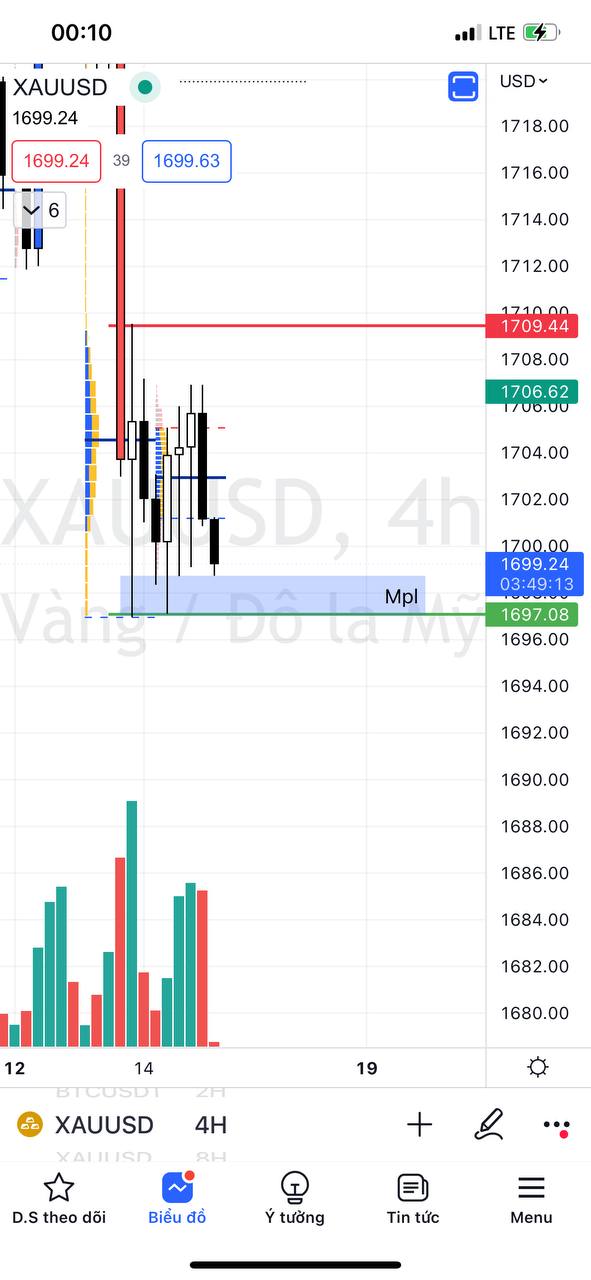 00:10
LTE
XAUUSD
USD
1699.24
1718.00
1699.24 39 1699.63
1716.00
6
1714.00
1712.00
1710.00
1709.44
1708.00
1706.62
1706.00
1704.00
XAUUSD, 4h
1702.00
1700.00
1699.24
03:49:13
Vàng / Đô la Mỹ
Mpl
1697.08
1696.00
1694.00
1692.00
1690.00
1688.00
1686.00
1684.00
1682.00
1680.00
12 14 19
BTCUSDT 2H
XAUUSD 4H
XAUUSD 8H
D.S theo dõi Biểu đồ Ý tưởng Tin tức Menu